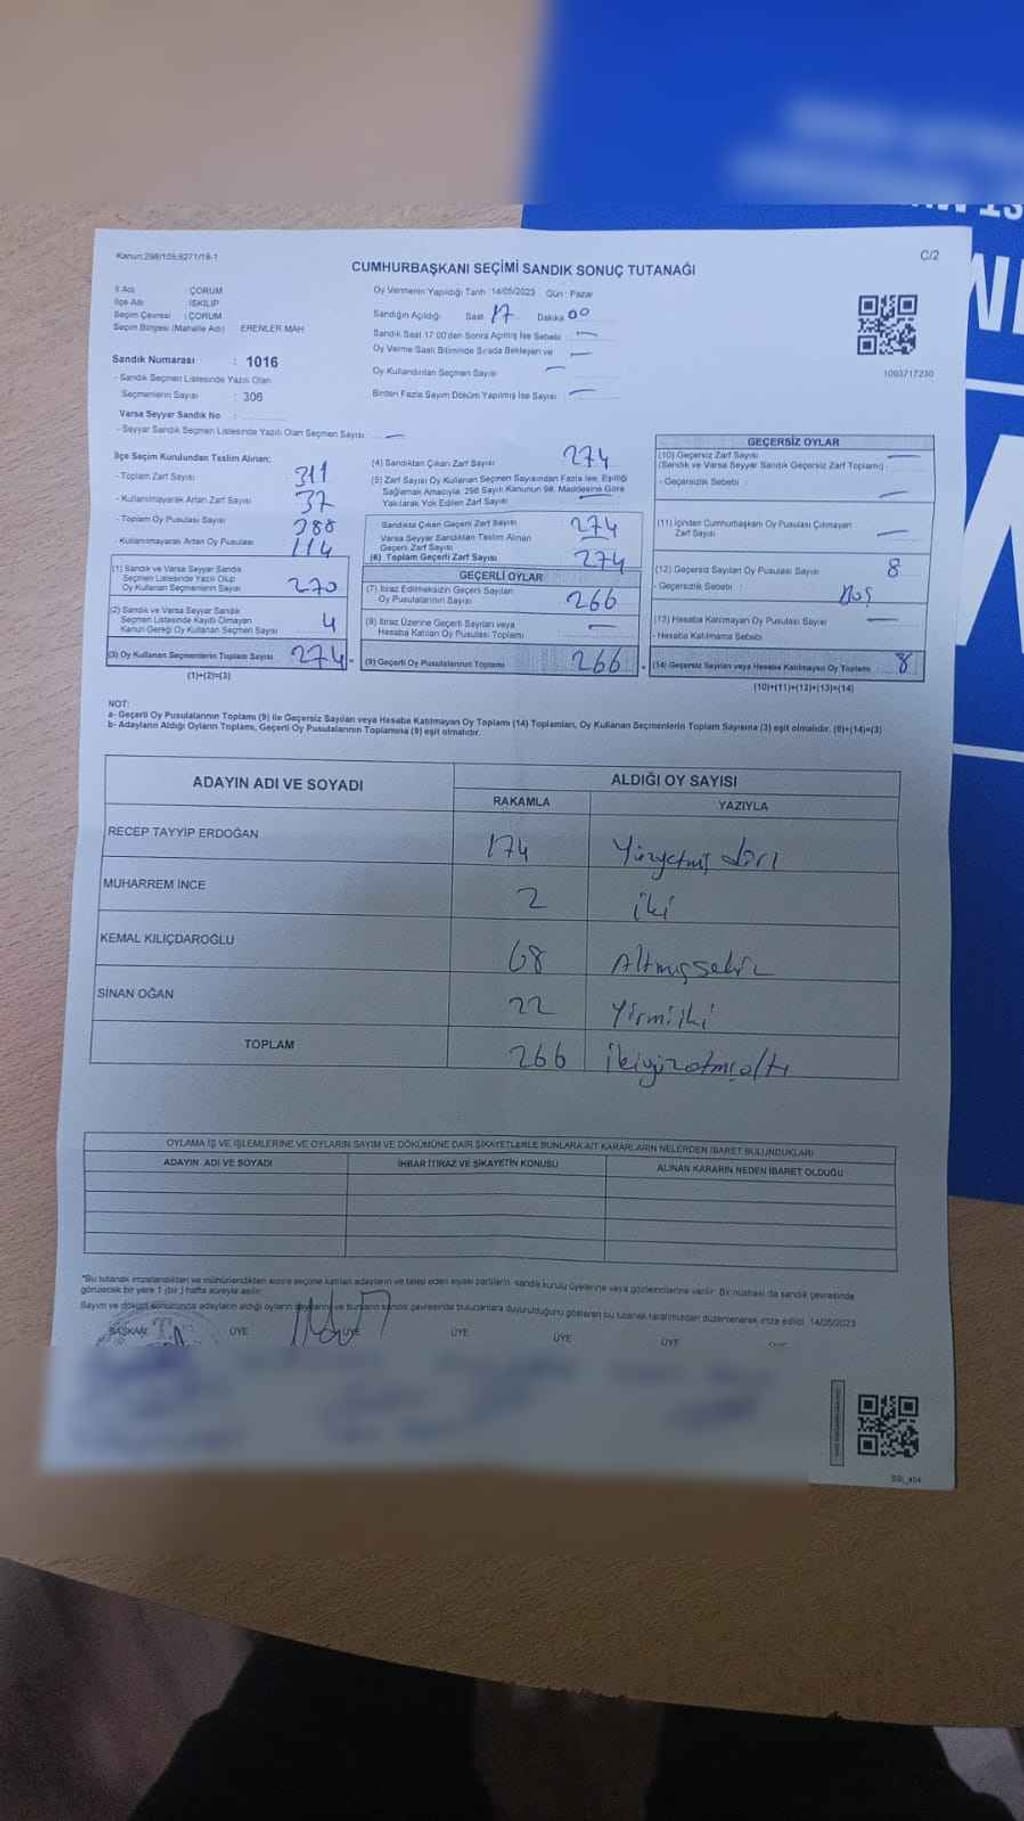 Kanun:298/105,6271/18-1
C/2
CUMHURBAŞKANI SEÇİMİ SANDIK SONUÇ TUTANAĞI
İl Adı : ÇORUM
İlçe Adı : İSKİLİP
Seçim Çevresi : ÇORUM
Seçim Bölgesi (Mahalle Adı) : ERENLER MAH
Sandık Numarası : 1016
- Sandık Seçmen Listesinde Yazılı Olan
Seçmenlerin Sayısı : 306
Varsa Seyyar Sandık No :
- Seyyar Sandık Seçmen Listesinde Yazılı Olan Seçmen Sayısı —
Oy Vermenin Yapıldığı Tarih :14/05/2023 Gün : Pazar
Sandığın Açıldığı: Saat 17 Dakika 00
Sandık Saat 17:00'den Sonra Açılmış İse Sebebi —
Oy Verme Saati Bitiminde Sırada Bekleyen ve —
Oy Kullandırılan Seçmen Sayısı —
Birden Fazla Sayım Döküm Yapılmış İse Sayısı —
1003717230
İlçe Seçim Kurulundan Teslim Alınan:
- Toplam Zarf Sayısı 311
- Kullanılmayarak Artan Zarf Sayısı 37
- Toplam Oy Pusulası Sayısı 388
- Kullanılmayarak Artan Oy Pusulası 114
(1) Sandık ve Varsa Seyyar Sandık
Seçmen Listesinde Yazılı Olup
Oy Kullanan Seçmenlerin Sayısı 270
(2) Sandık ve Varsa Seyyar Sandık
Seçmen Listesinde Kayıtlı Olmayan
Kanun Gereği Oy Kullanan Seçmen Sayısı 4
(3) Oy Kullanan Seçmenlerin Toplam Sayısı 274
(1)+(2)=(3)
(4) Sandıktan Çıkan Zarf Sayısı 274
(5) Zarf Sayısı Oy Kullanan Seçmen Sayısından Fazla İse, Eşitliği
Sağlamak Amacıyla, 298 Sayılı Kanunun 98. Maddesine Göre
Yakılarak Yok Edilen Zarf Sayısı —
Sandıkta Çıkan Geçerli Zarf Sayısı 274
Varsa Seyyar Sandıktan Teslim Alınan
Geçerli Zarf Sayısı —
(6) Toplam Geçerli Zarf Sayısı 274
GEÇERLİ OYLAR
(7) İtiraz Edilmeksizin Geçerli Sayılan
Oy Pusulalarının Sayısı 266
(8) İtiraz Üzerine Geçerli Sayılan veya
Hesaba Katılan Oy Pusulası Toplamı —
(9) Geçerli Oy Pusulalarının Toplamı 266
GEÇERSİZ OYLAR
(10) Geçersiz Zarf Sayısı —
(Sandık ve Varsa Seyyar Sandık Geçersiz Zarf Toplamı)
- Geçersizlik Sebebi : —
(11) İçinden Cumhurbaşkanı Oy Pusulası Çıkmayan
Zarf Sayısı —
(12) Geçersiz Sayılan Oy Pusulası Sayısı 8
- Geçersizlik Sebebi :
(13) Hesaba Katılmayan Oy Pusulası Sayısı —
- Hesaba Katılmama Sebebi
(14) Geçersiz Sayılan veya Hesaba Katılmayan Oy Toplamı 8
(10)+(11)+(12)+(13)=(14)
NOT:
a- Geçerli Oy Pusulalarının Toplamı (9) ile Geçersiz Sayılan veya Hesaba Katılmayan Oy Toplamı (14) Toplamları, Oy Kullanan Seçmenlerin Toplam Sayısına (3) eşit olmalıdır. (9)+(14)=(3)
b- Adayların Aldığı Oyların Toplamı, Geçerli Oy Pusulalarının Toplamına (9) eşit olmalıdır.
ADAYIN ADI VE SOYADI
ALDIĞI OY SAYISI
RAKAMLA YAZIYLA
RECEP TAYYİP ERDOĞAN 174 Yüzyetmiş dört
MUHARREM İNCE 2 iki
KEMAL KILIÇDAROĞLU 68 Altmışsekiz
SİNAN OĞAN 22 Yirmiiki
TOPLAM 266 ikiyüzatmışaltı
OYLAMA İŞ VE İŞLEMLERİNE VE OYLARIN SAYIM VE DÖKÜMÜNE DAİR ŞİKAYETLERLE BUNLARA AİT KARARLARIN NELERDEN İBARET BULUNDUKLARI
ADAYIN ADI VE SOYADI
İHBAR İTİRAZ VE ŞİKAYETİN KONUSU
ALINAN KARARIN NEDEN İBARET OLDUĞU
*Bu tutanak imzalandıktan ve mühürlendikten sonra seçime katılan adayların ve talep eden siyasi partilerin, sandık kurulu üyelerine veya gözlemcilerine verilir. Bir nüshası da sandık çevresinde
görülecek bir yere 1 (bir) hafta süreyle asılır.
Sayım ve döküm sonucunda adayların aldığı oyların sayılarını ve bunların sandık çevresinde bulunanlara duyurulduğunu gösteren bu tutanak tarafımızdan düzenlenerek imza edildi. 14/05/2023
BAŞKAN ÜYE ÜYE ÜYE ÜYE ÜYE